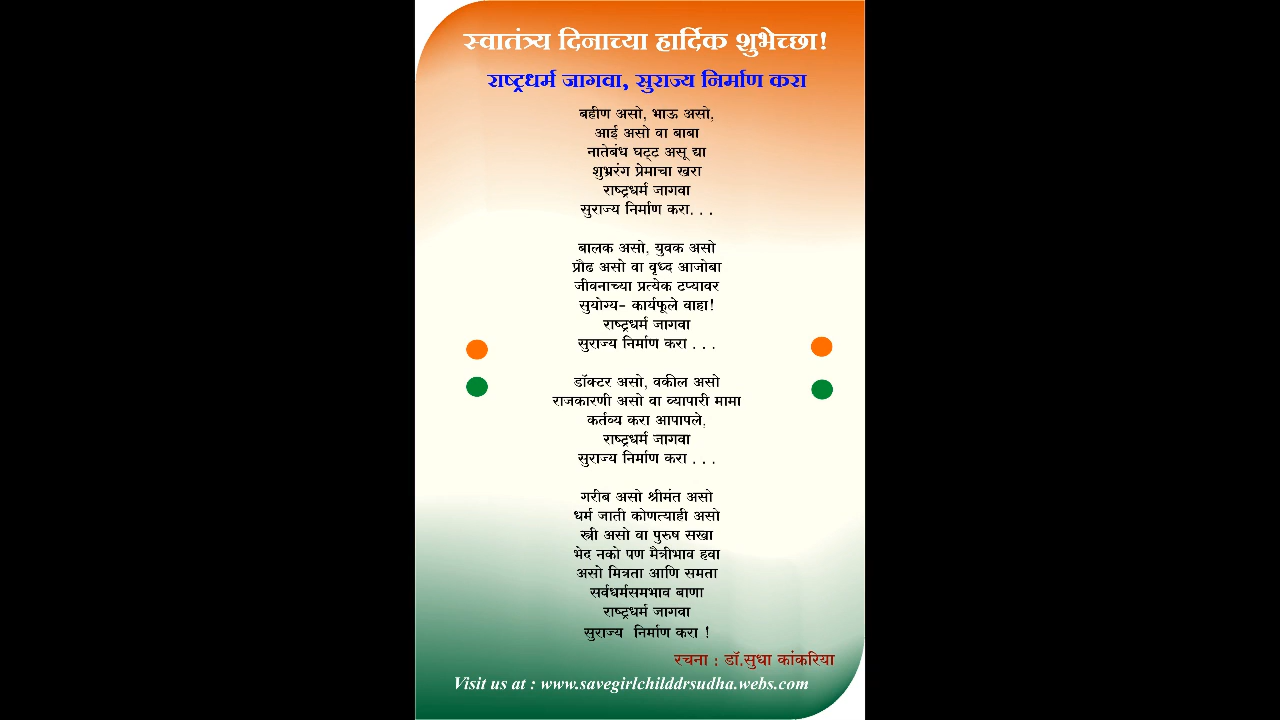 स्वातंत्र्य दिनाच्या हार्दिक शुभेच्छा!
राष्ट्रधर्म जागवा, सुराज्य निर्माण करा
बहीण असो, भाऊ असो,
आई असो वा बाबा
नातेबंध घट्ट असू द्या
शुभ्ररंग प्रेमाचा खरा
राष्ट्रधर्म जागवा
सुराज्य निर्माण करा. . .
बालक असो, युवक असो
प्रौढ असो वा वृध्द आजोबा
जीवनाच्या प्रत्येक टप्यावर
सुयोग्य- कार्यफूले वाहा!
राष्ट्रधर्म जागवा
सुराज्य निर्माण करा . . .
डॉक्टर असो, वकील असो
राजकारणी असो वा व्यापारी मामा
कर्तव्य करा आपापले,
राष्ट्रधर्म जागवा
सुराज्य निर्माण करा . . .
गरीब असो श्रीमंत असो
धर्म जाती कोणत्याही असो
स्त्री असो वा पुरुष सखा
भेद नको पण मैत्रीभाव हवा
असो मित्रता आणि समता
सर्वधर्मसमभाव बाणा
राष्ट्रधर्म जागवा
सुराज्य निर्माण करा !
रचना : डॉ.सुधा कांकरिया
Visit us at : www.savegirlchilddrsudha.webs.com